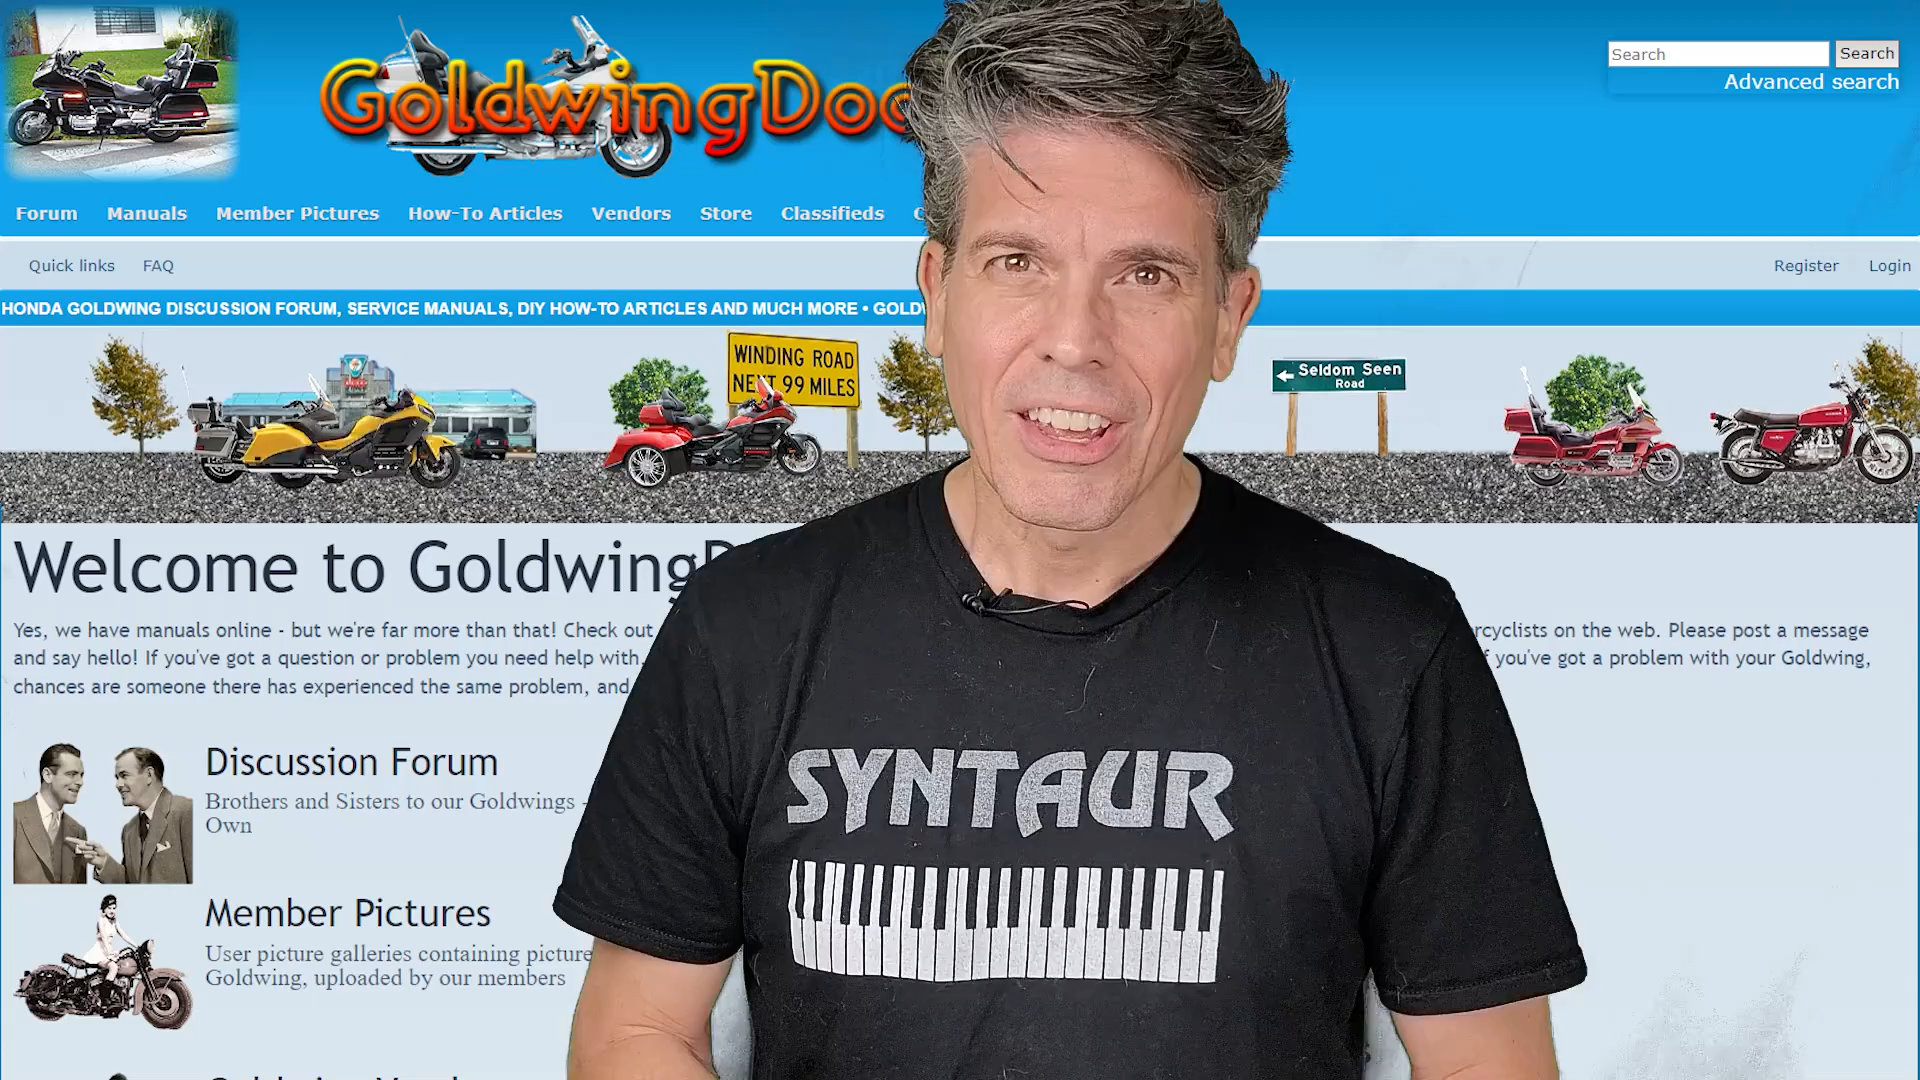 GoldwingDoc
Search Search
Advanced search
Forum Manuals Member Pictures How-To Articles Vendors Store Classifieds
Quick links FAQ Register Login
HONDA GOLDWING DISCUSSION FORUM, SERVICE MANUALS, DIY HOW-TO ARTICLES AND MUCH MORE •
WINDING ROAD
NEXT 99 MILES
Seldom Seen
Road
Welcome to Goldwing
Yes, we have manuals online - but we're far more than that! Check out on the web. Please post a message
and say hello! If you've got a question or problem you need help with, you've got a problem with your Goldwing,
chances are someone there has experienced the same problem, and
Discussion Forum
Brothers and Sisters to our Goldwings -
Own
Member Pictures
User picture galleries containing
Goldwing, uploaded by our members
SYNTAUR